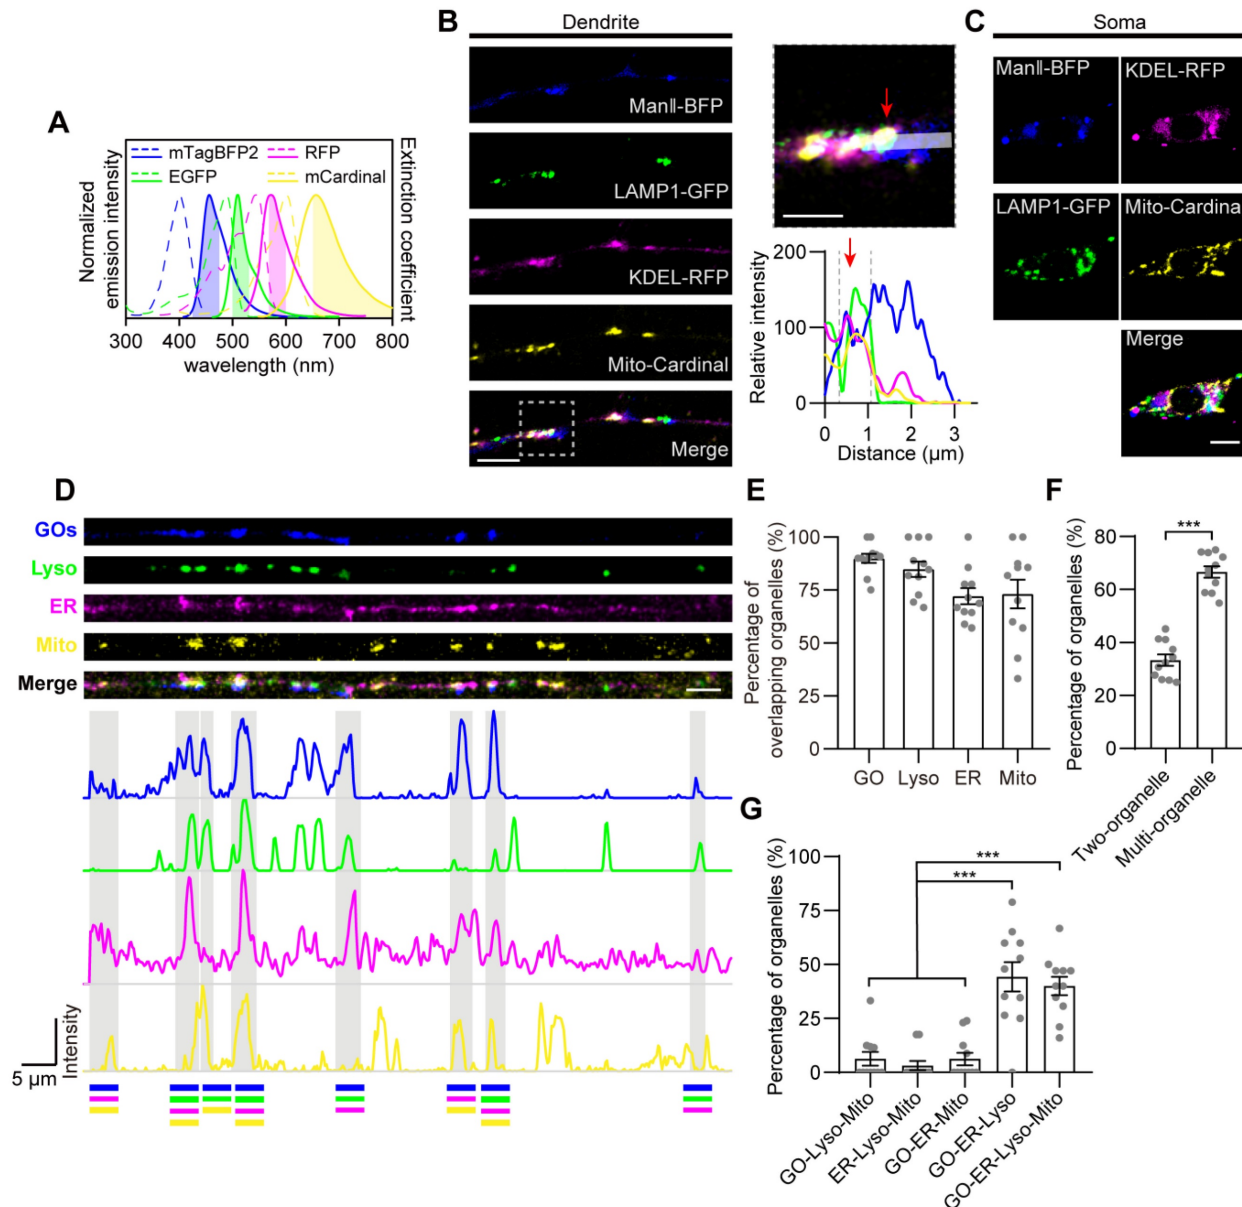 A
Normalized
emission intensity
Extinction coefficient
mTagBFP2
RFP
EGFP
mCardinal
300 400 500 600 700 800
wavelength (nm)
B
Dendrite
ManII-BFP
LAMP1-GFP
KDEL-RFP
Mito-Cardinal
Merge
Relative intensity
200
100
0
0 1 2 3
Distance (µm)
C
Soma
ManII-BFP
KDEL-RFP
LAMP1-GFP
Mito-Cardinal
Merge
D
GOs
Lyso
ER
Mito
Merge
Intensity
5 µm
E
Percentage of
overlapping organelles (%)
100
75
50
25
0
GO Lyso ER Mito
F
Percentage of organelles (%)
80
60
40
20
0
***
Two-organelle
Multi-organelle
G
Percentage of organelles (%)
100
75
50
25
0
***
***
GO-Lyso-Mito
ER-Lyso-Mito
GO-ER-Mito
GO-ER-Lyso
GO-ER-Lyso-Mito